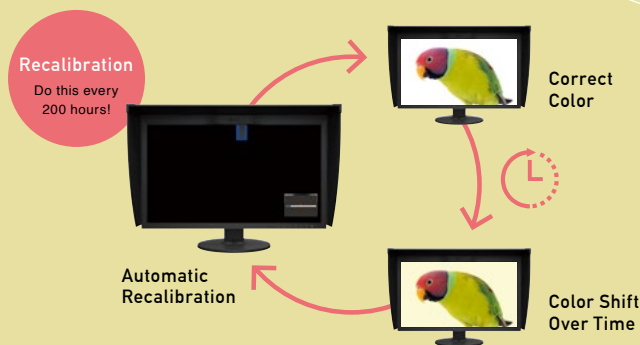 Recalibration
Do this every
200 hours!
Correct
Color
Automatic
Recalibration
Color Shift
Over Time